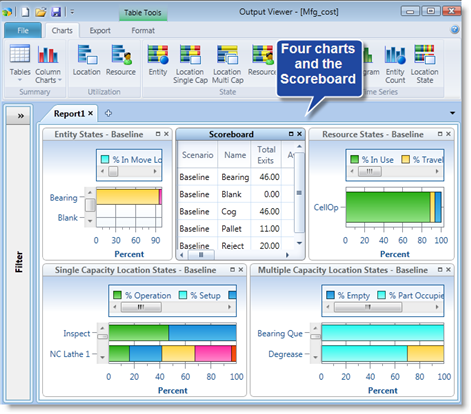 Table Tools
Output Viewer - [Mfg_cost]
File
Charts
Export
Format
Tables
Column Charts
Location
Resource
Entity
Location Single Cap
Location Multi Cap
Resource
Entity Count
Location State
Summary
Utilization
State
Time Series
Four charts
and the
Scoreboard
Report1
Filter
Entity States - Baseline
% In Move Lo
Bearing
Blank
0 30 60 90
Percent
Scoreboard
Scenario Name Total Exits
Baseline Bearing 46.00
Baseline Blank 0.00
Baseline Cog 46.00
Baseline Pallet 11.00
Baseline Reject 20.00
Resource States - Baseline
% In Use % Travel
CellOp
0 20 40 60 80 100
Percent
Single Capacity Location States - Baseline
% Operation % Setup
Inspect
NC Lathe 1
0 20 40 60 80 100
Percent
Multiple Capacity Location States - Baseline
% Empty % Part Occupie
Bearing Que
Degrease
0 20 40 60 80 100
Percent